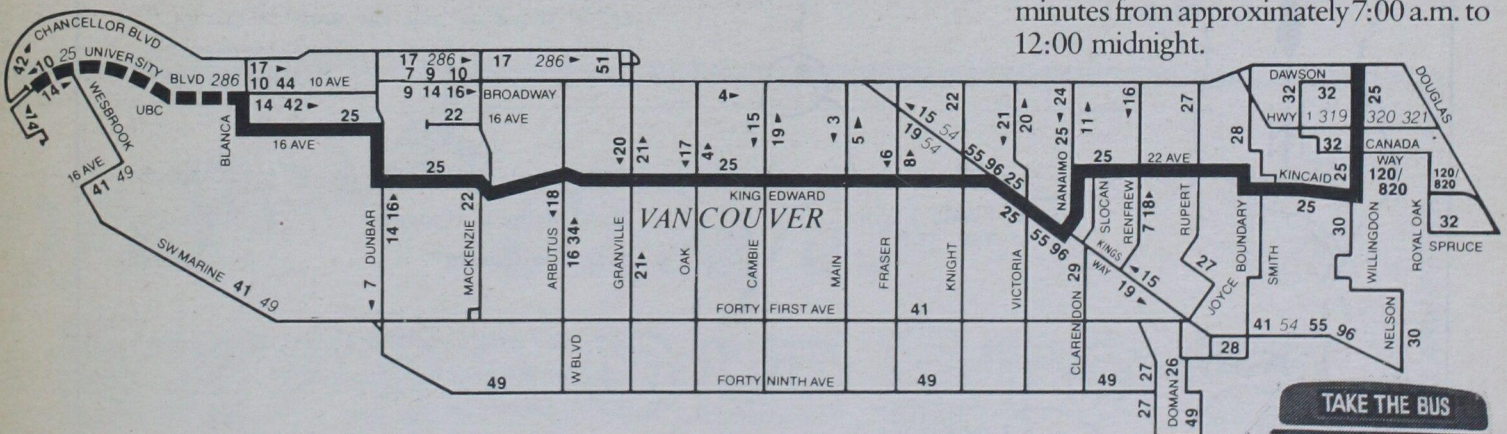 minutes from approximately 7:00 a.m. to
12:00 midnight.
CHANCELLOR BLVD
42
10 25 UNIVERSITY
BLVD 286
14
14
WESBROOK
UBC
BLANCA
16 AVE
41 49
SW MARINE 41 49
17
10 44 10 AVE
14 42
25
16 AVE
17 286
7 9 10
9 14 16
22
17 286
51
BROADWAY
16 AVE
25
DUNBAR
14 16
7
MACKENZIE 22
ARBUTUS 18
16 34
W BLVD
GRANVILLE
20
21
21
OAK
17
4
4
25
CAMBIE
15
19
MAIN
3
5
FRASER
6
8
KNIGHT
22
15
19 54
54
55 96 25
VICTORIA
21
20
KING EDWARD
VANCOUVER
25
55 96
NANAIMO 25 24
11
25
22 AVE
SLOCAN
RENFREW
16
7 18
RUPERT
27
27
KINGS
WAY
15
19
JOYCE
BOUNDARY
28
SMITH
KINCAID
25
25
DAWSON
32
32
HWY 1 319
32
25
320 321
DOUGLAS
CANADA
WAY
120/
820
120/
820
32
SPRUCE
30
WILLINGDON
ROYAL OAK
NELSON
30
41 54 55 96
28
FORTY FIRST AVE
41
29
CLARENDON
49
FORTY NINTH AVE
49
49
27
27
DOMAN 26
49
TAKE THE BUS